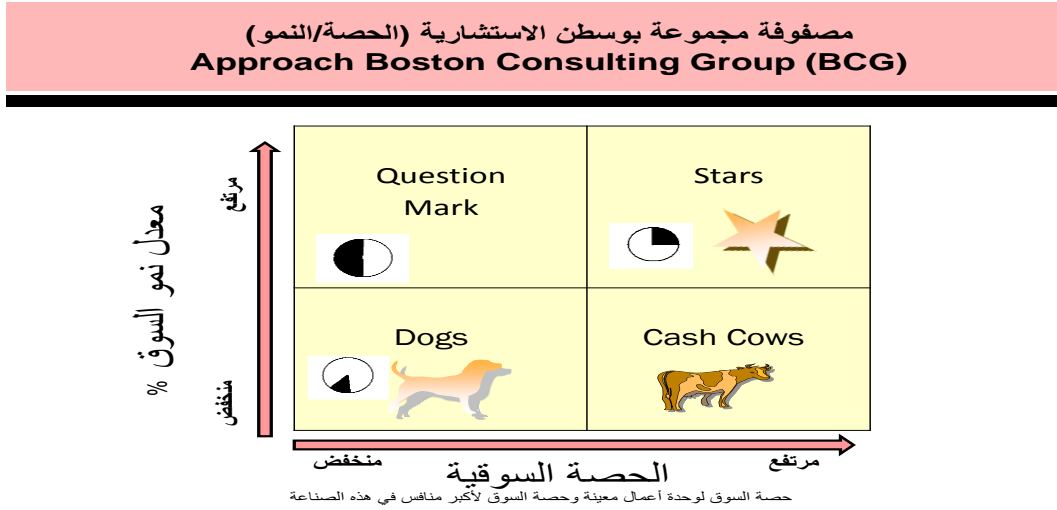 مصفوفة مجموعة بوسطن الاستشارية (الحصة/النمو)
Approach Boston Consulting Group (BCG)
معدل نمو السوق %
مرتفع
منخفض
Question
Mark
Stars
Dogs
Cash Cows
منخفض
مرتفع
الحصة السوقية
حصة السوق لوحدة أعمال معينة وحصة السوق لأكبر منافس في هذه الصناعة